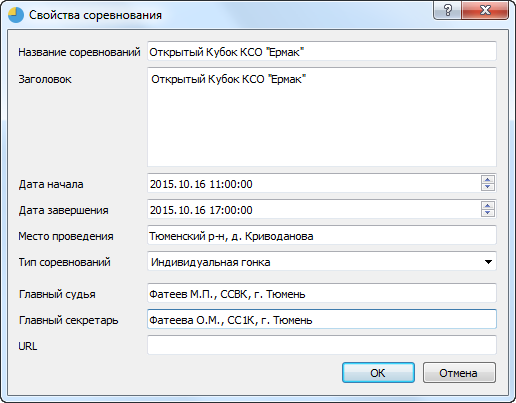 Свойства соревнования
?
Название соревнований Открытый Кубок КСО "Ермак"
Заголовок Открытый Кубок КСО "Ермак"
Дата начала 2015.10.16 11:00:00
Дата завершения 2015.10.16 17:00:00
Место проведения Тюменский р-н, д. Криводанова
Тип соревнований Индивидуальная гонка
Главный судья Фатеев М.П., ССВК, г. Тюмень
Главный секретарь Фатеева О.М., СС1К, г. Тюмень
URL
OK Отмена